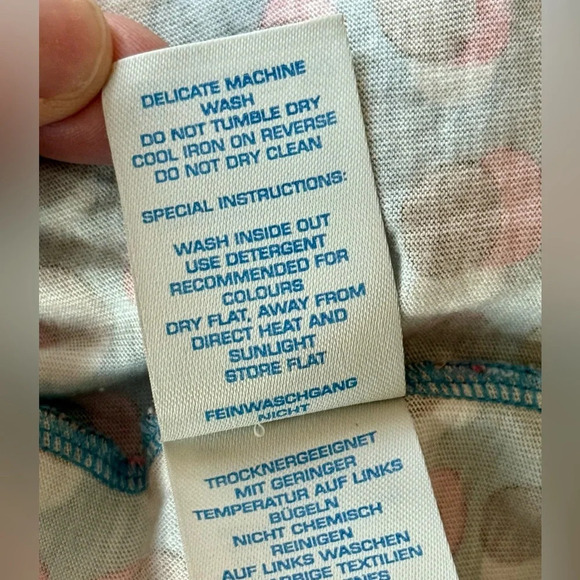 DELICATE MACHINE
WASH
DO NOT TUMBLE DRY
COOL IRON ON REVERSE
DO NOT DRY CLEAN
SPECIAL INSTRUCTIONS:
WASH INSIDE OUT
USE DETERGENT
RECOMMENDED FOR
COLOURS
DRY FLAT, AWAY FROM
DIRECT HEAT AND
SUNLIGHT
STORE FLAT
FEINWASCHGANG
NICHT
TROCKNERGEEIGNET
MIT GERINGER
TEMPERATUR AUF LINKS
BÜGELN
NICHT CHEMISCH
REINIGEN
AUF LINKS WASCHEN
TEXTILIEN